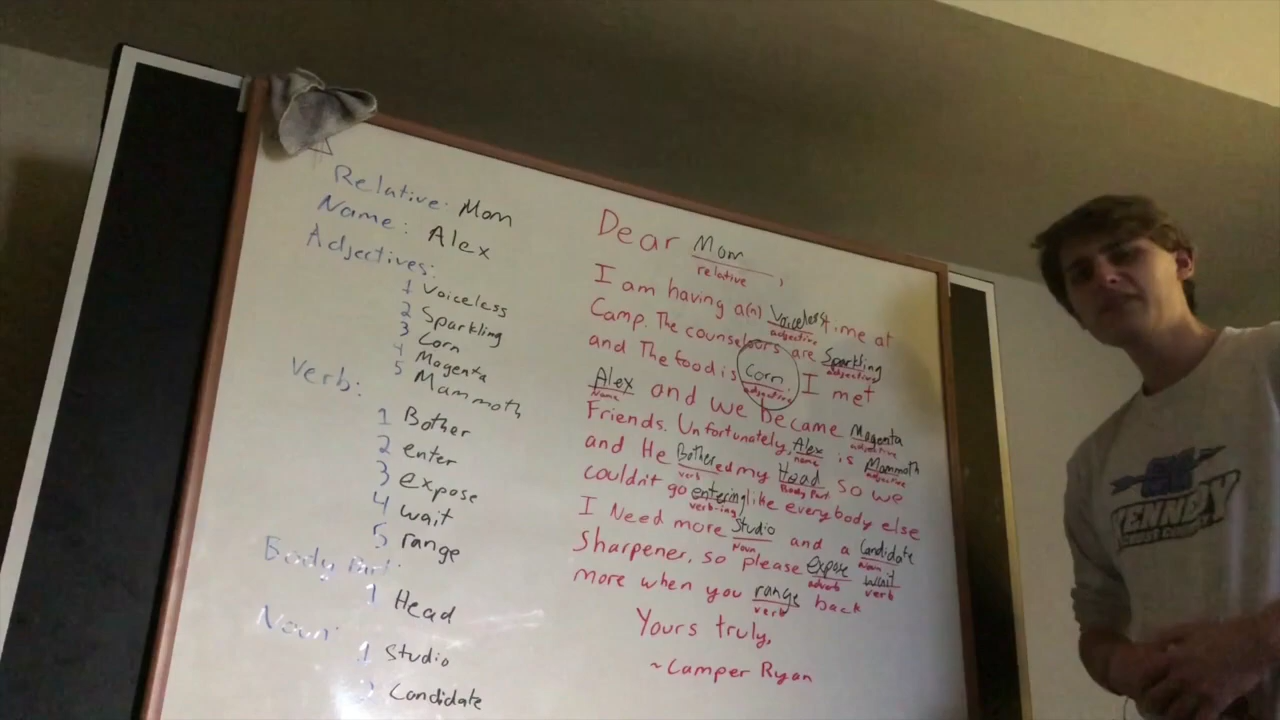 Relative: Mom
Name: Alex
Adjectives:
1 Voiceless
2 Sparkling
3 Corn
4 Magenta
5 Mammoth
Verb:
1 Bother
2 enter
3 expose
4 wait
5 range
Body Part:
1 Head
Noun:
1 Studio
2 Candidate
Dear Mom,
relative
I am having a(n) Voiceless time at
adjective
Camp. The counselours are Sparkling
adjective
and The food is Corn. I met
adjective
Alex and we became Magenta
Name adjective
Friends. Unfortunately, Alex is Mammoth
name adjective
and He Bothered my Head so we
verb Body Part
couldn't go entering like everybody else
verb-ing
I Need more Studio and a Candidate
Noun Noun
Sharpener, so please expose wait
adverb verb
more when you range back
verb
Yours truly,
~Camper Ryan
KENNDY